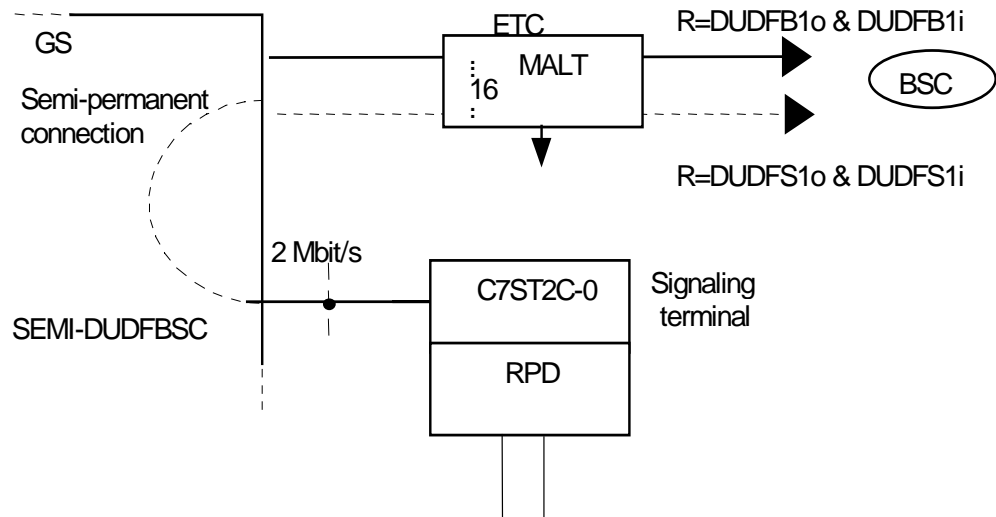 ETC
R=DUDFB1o & DUDFB1i
GS
MALT
16
BSC
Semi-permanent
connection
R=DUDFS1o & DUDFS1i
2 Mbit/s
C7ST2C-0
Signaling
terminal
SEMI-DUDFBSC
RPD